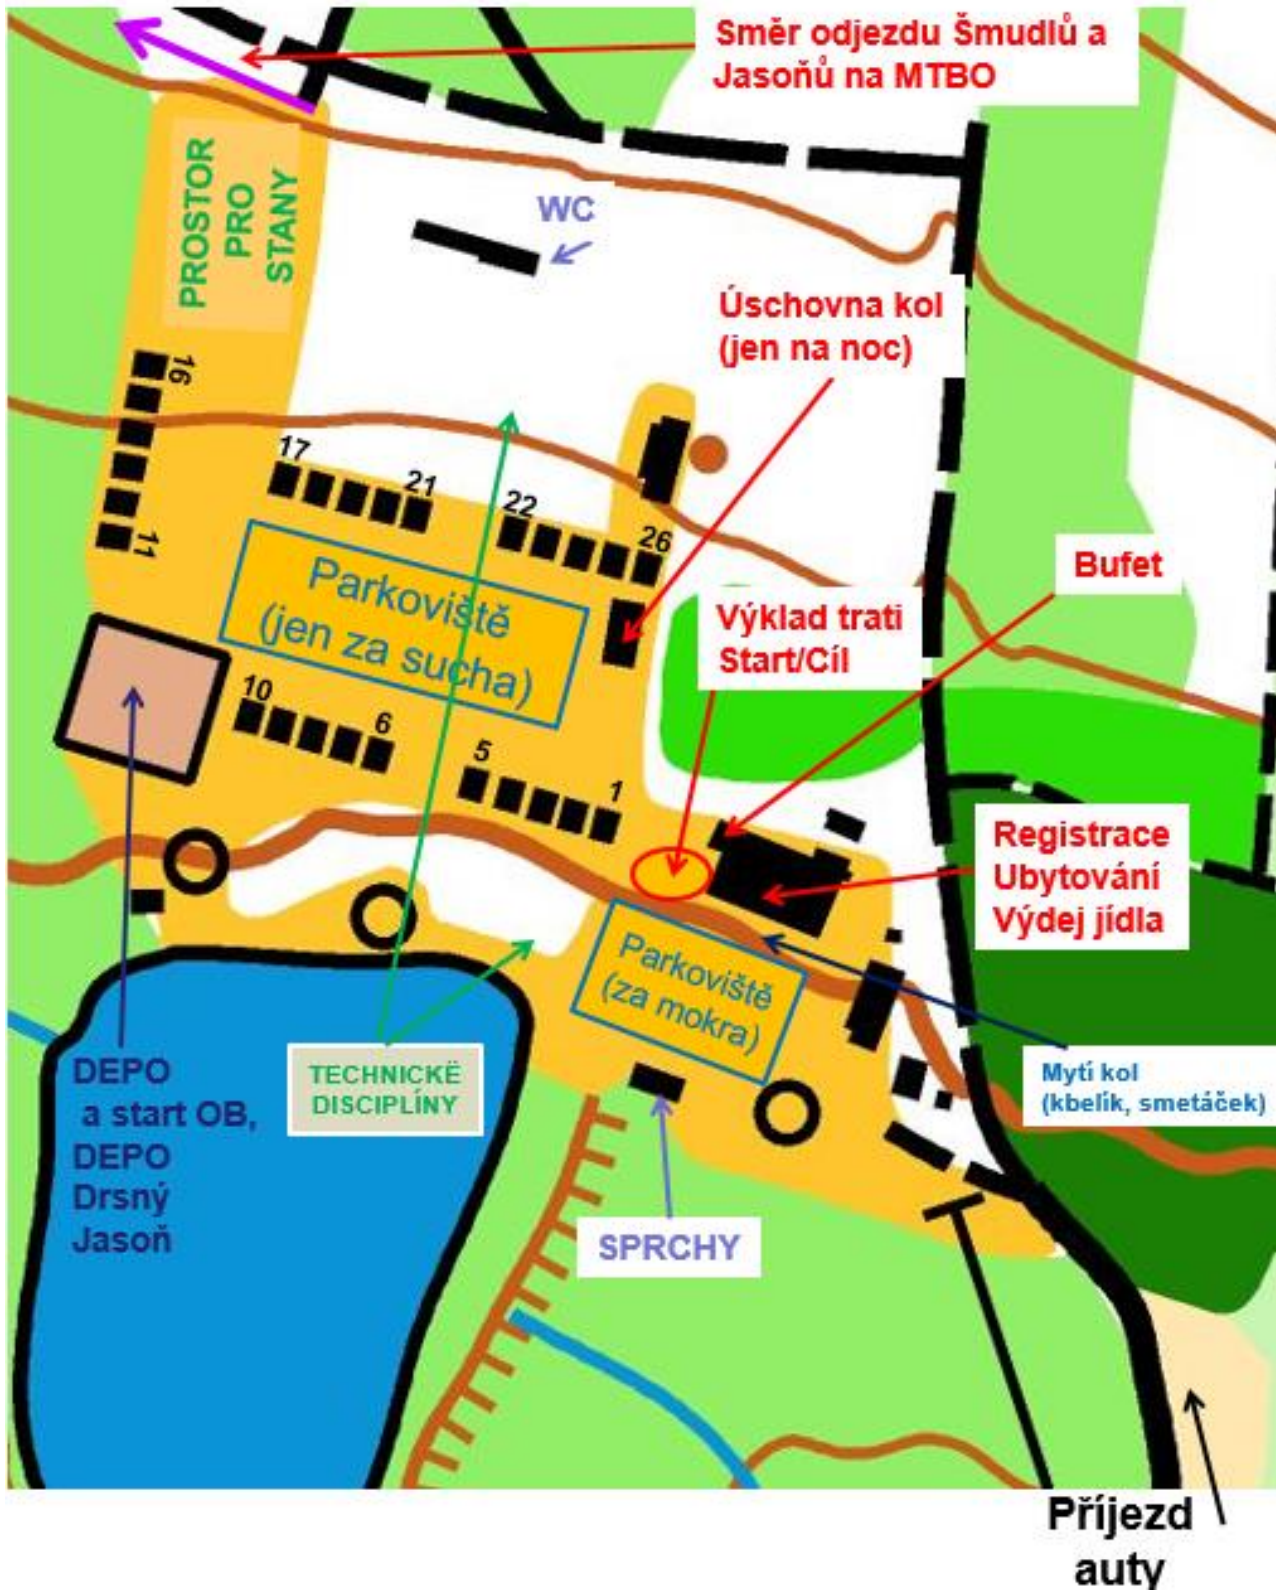 Směr odjezdu Šmudlů a
Jasoňů na MTBO
PROSTOR
PRO
STANY
WC
Úschovna kol
(jen na noc)
16
11
17
21
22
26
Parkoviště
(jen za sucha)
Bufet
Výklad trati
Start/Cíl
10
6
5
1
Registrace
Ubytování
Výdej jídla
Parkoviště
(za mokra)
DEPO
a start OB,
DEPO
Drsný
Jasoň
TECHNICKÉ
DISCIPLÍNY
Mytí kol
(kbelík, smetáček)
SPRCHY
Příjezd
auty